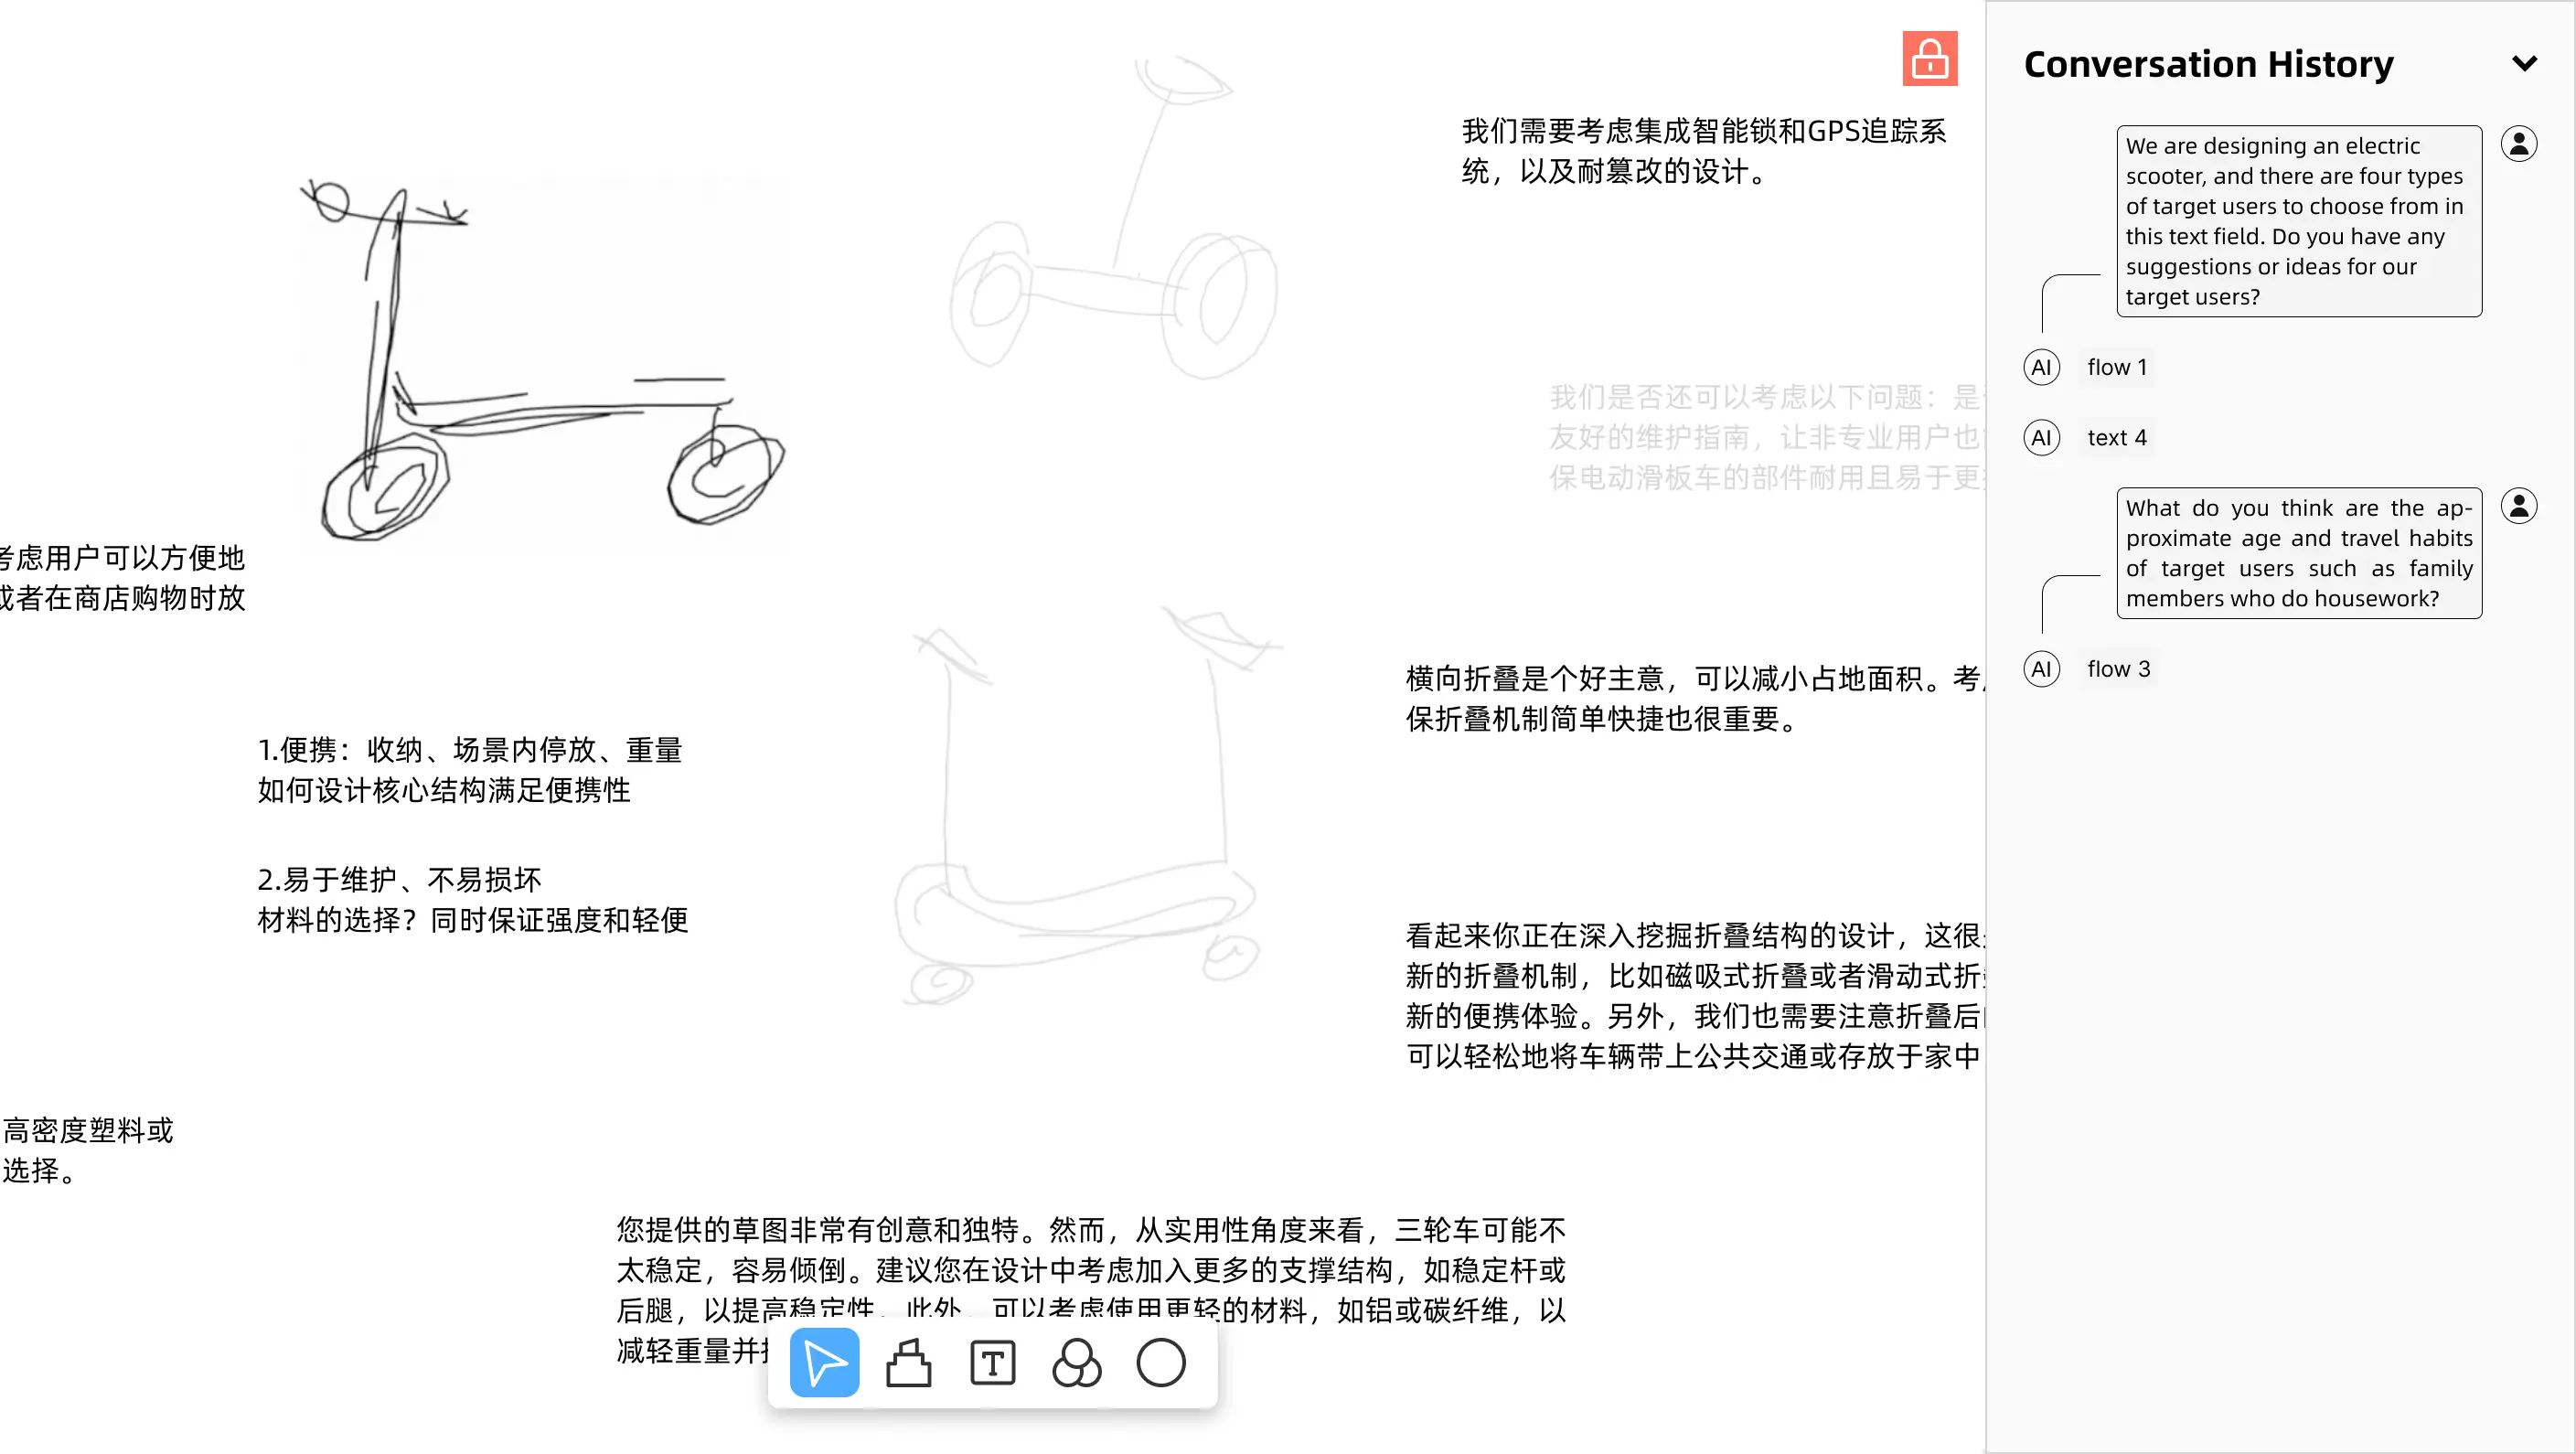 我们需要考虑集成智能锁和GPS追踪系
统，以及耐篡改的设计。
我们是否还可以考虑以下问题：是
友好的维护指南，让非专业用户也
保电动滑板车的部件耐用且易于更
考虑用户可以方便地
或者在商店购物时放
横向折叠是个好主意，可以减小占地面积。考
保折叠机制简单快捷也很重要。
1.便携：收纳、场景内停放、重量
如何设计核心结构满足便携性
2.易于维护、不易损坏
材料的选择？同时保证强度和轻便
看起来你正在深入挖掘折叠结构的设计，这很
新的折叠机制，比如磁吸式折叠或者滑动式折
新的便携体验。另外，我们也需要注意折叠后
可以轻松地将车辆带上公共交通或存放于家中
高密度塑料或
选择。
您提供的草图非常有创意和独特。然而，从实用性角度来看，三轮车可能不
太稳定，容易倾倒。建议您在设计中考虑加入更多的支撑结构，如稳定杆或
后腿，以提高稳定性。此外，可以考虑使用更轻的材料，如铝或碳纤维，以
减轻重量并
T
Conversation History
We are designing an electric
scooter, and there are four types
of target users to choose from in
this text field. Do you have any
suggestions or ideas for our
target users?
AI flow 1
AI text 4
What do you think are the ap-
proximate age and travel habits
of target users such as family
members who do housework?
AI flow 3